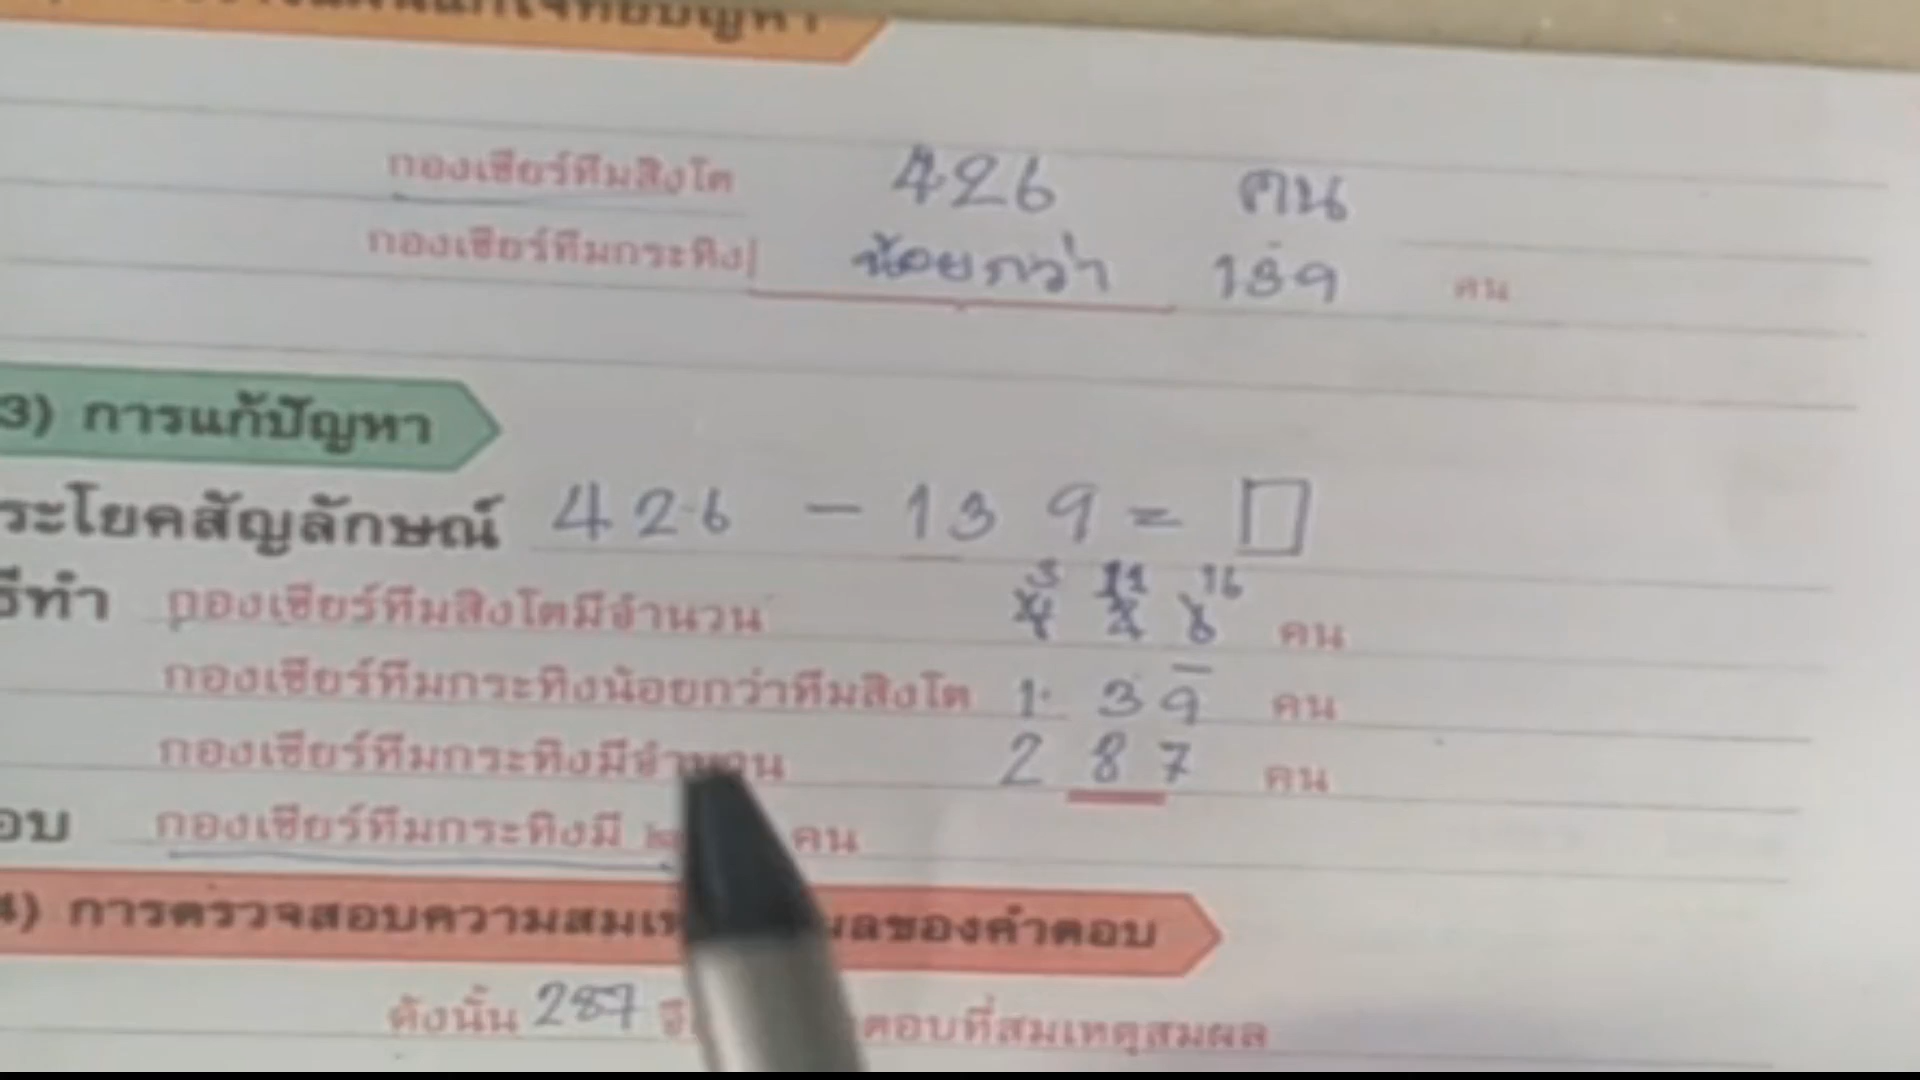 กองเชียร์ทีมสิงโต 426 คน
กองเชียร์ทีมกระทิง น้อยกว่า 139 คน
3) การแก้ปัญหา
ระโยคสัญลักษณ์ 426 - 139 = □
ธีทำ กองเชียร์ทีมสิงโตมีจำนวน 3 11 16 4 2 6 คน
กองเชียร์ทีมกระทิงน้อยกว่าทีมสิงโต 1 3 9 คน
กองเชียร์ทีมกระทิงมีจำนวน 2 8 7 คน
อบ กองเชียร์ทีมกระทิงมี คน
4) การตรวจสอบความสมเห ผลของคำตอบ
ดังนั้น 287 ตอบที่สมเหตุสมผล